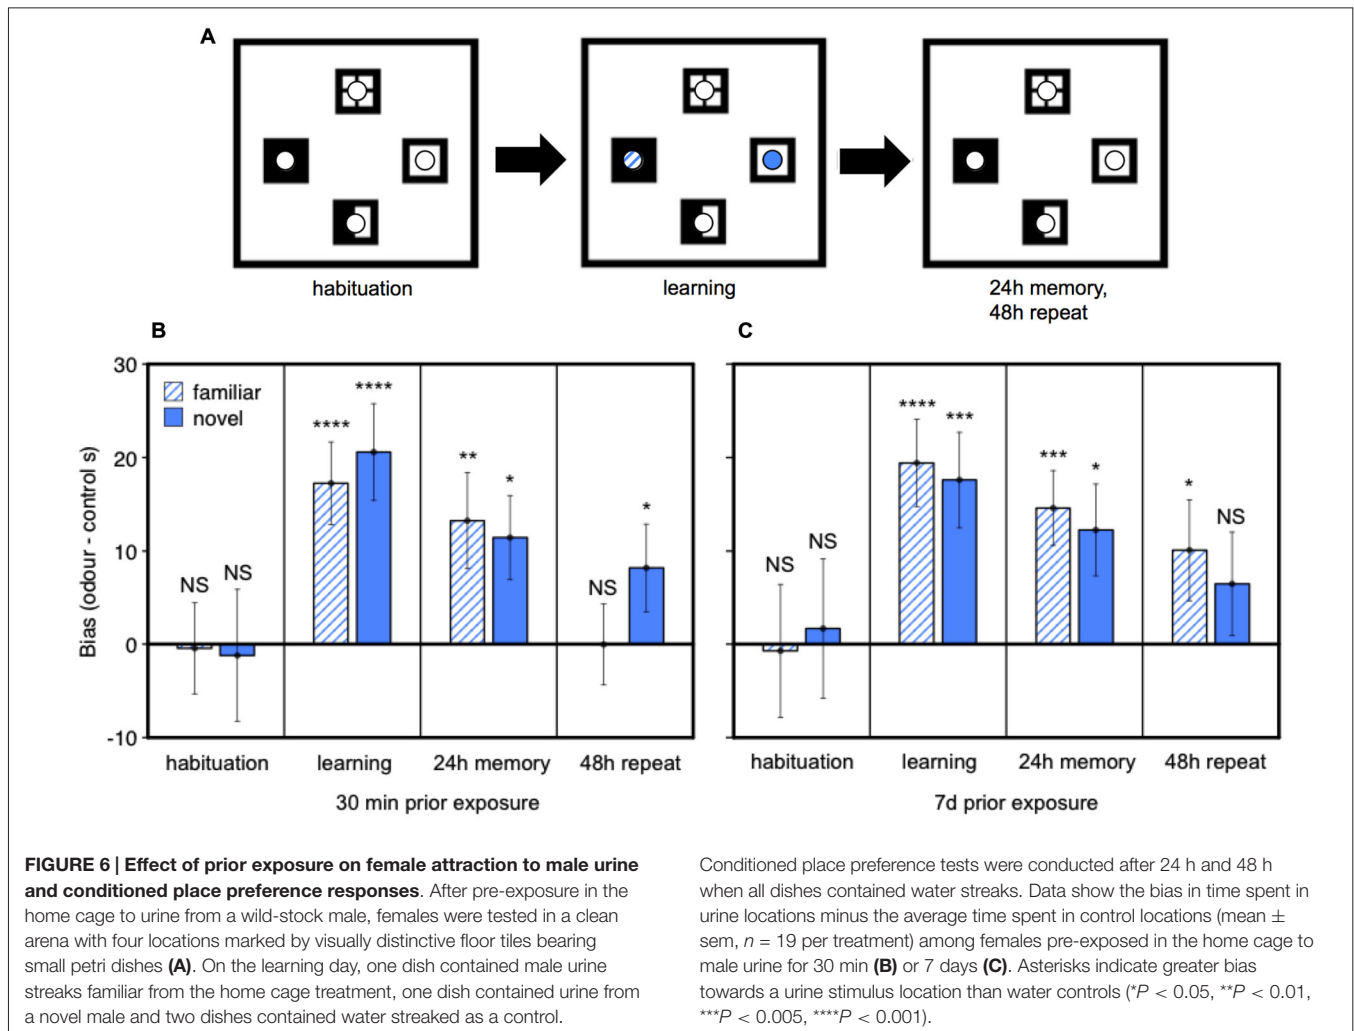 A
habituation
learning
24h memory,
48h repeat
B
C
30
20
10
0
-10
Bias (odour - control s)
familiar
novel
NS
NS
****
****
**
*
NS
*
NS
NS
****
***
***
*
*
NS
habituation
learning
24h memory
48h repeat
30 min prior exposure
habituation
learning
24h memory
48h repeat
7d prior exposure
FIGURE 6 | Effect of prior exposure on female attraction to male urine
and conditioned place preference responses. After pre-exposure in the
home cage to urine from a wild-stock male, females were tested in a clean
arena with four locations marked by visually distinctive floor tiles bearing
small petri dishes (A). On the learning day, one dish contained male urine
streaks familiar from the home cage treatment, one dish contained urine from
a novel male and two dishes contained water streaked as a control.
Conditioned place preference tests were conducted after 24 h and 48 h
when all dishes contained water streaks. Data show the bias in time spent in
urine locations minus the average time spent in control locations (mean ±
sem, n = 19 per treatment) among females pre-exposed in the home cage to
male urine for 30 min (B) or 7 days (C). Asterisks indicate greater bias
towards a urine stimulus location than water controls (*P < 0.05, **P < 0.01,
***P < 0.005, ****P < 0.001).